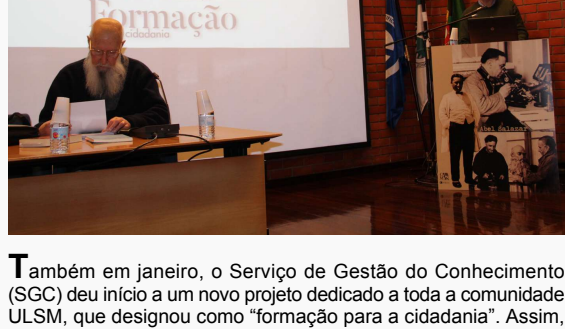 Formação
cidadania
abel salazar
Também em janeiro, o Serviço de Gestão do Conhecimento
(SGC) deu início a um novo projeto dedicado a toda a comunidade
ULSM, que designou como “formação para a cidadania”. Assim,